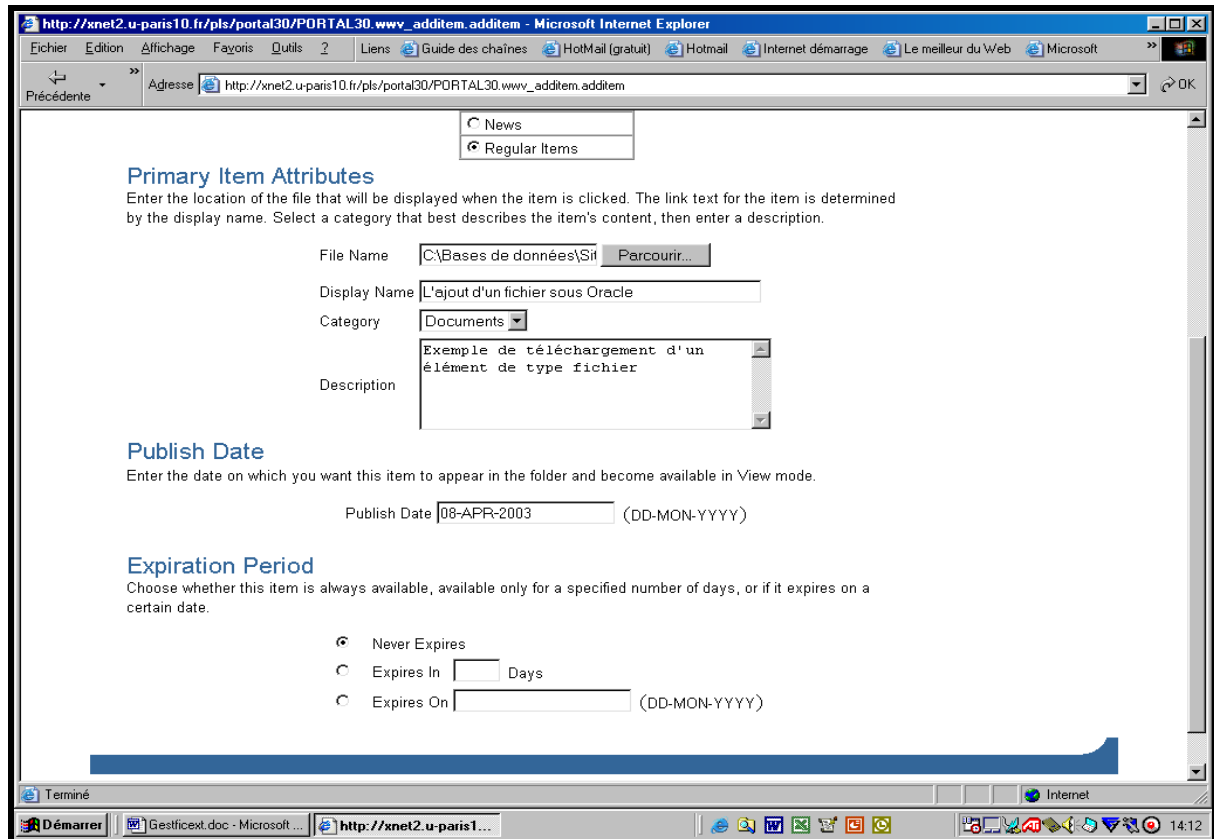 http://xnet2.u-paris10.fr/pls/portal30/PORTAL30.wwv_additem.additem - Microsoft Internet Explorer
Fichier Edition Affichage Favoris Outils ? Liens Guide des chaînes HotMail (gratuit) Hotmail Internet démarrage Le meilleur du Web Microsoft »
Précédente » Adresse http://xnet2.u-paris10.fr/pls/portal30/PORTAL30.wwv_additem.additem OK
News
Regular Items
Primary Item Attributes
Enter the location of the file that will be displayed when the item is clicked. The link text for the item is determined
by the display name. Select a category that best describes the item's content, then enter a description.
File Name C:\Bases de données\Sit Parcourir...
Display Name L'ajout d'un fichier sous Oracle
Category Documents
Exemple de téléchargement d'un
élément de type fichier
Description
Publish Date
Enter the date on which you want this item to appear in the folder and become available in View mode.
Publish Date 08-APR-2003 (DD-MON-YYYY)
Expiration Period
Choose whether this item is always available, available only for a specified number of days, or if it expires on a
certain date.
Never Expires
Expires In Days
Expires On (DD-MON-YYYY)
Terminé Internet
Démarrer Gestficext.doc - Microsoft ... http://xnet2.u-paris1... 14:12